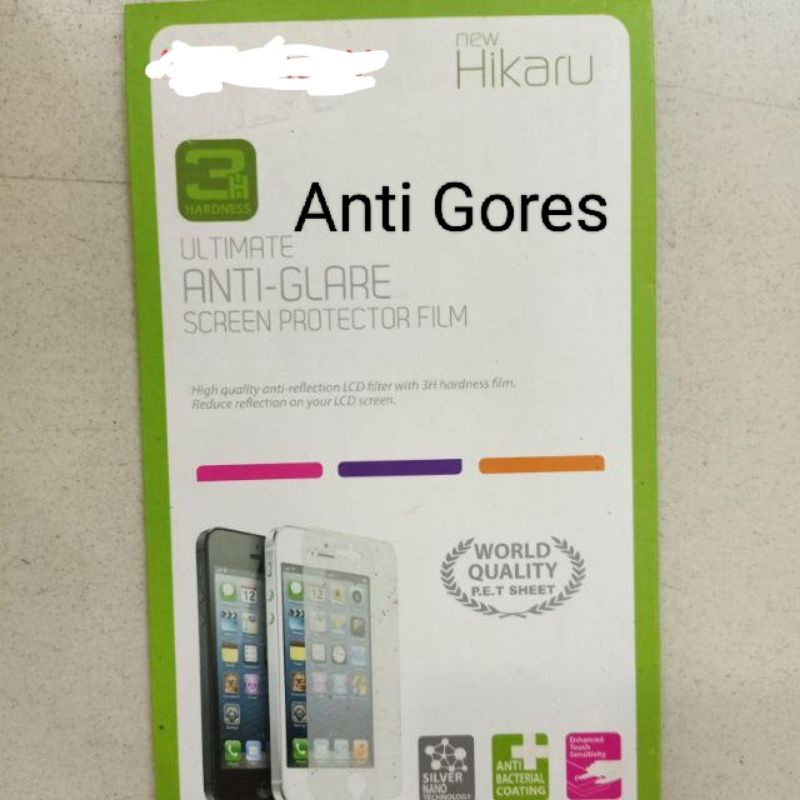 new
Hikaru
3H
HARDNESS
Anti Gores
ULTIMATE
ANTI-GLARE
SCREEN PROTECTOR FILM
High quality anti-reflection LCD filter with 3H hardness film.
Reduce reflection on your LCD screen.
WORLD
QUALITY
P.E.T SHEET
12
12
SILVER
NANO
TECHNOLOGY
ANTI
BACTERIAL
COATING
Enhanced
Touch
Sensitivity